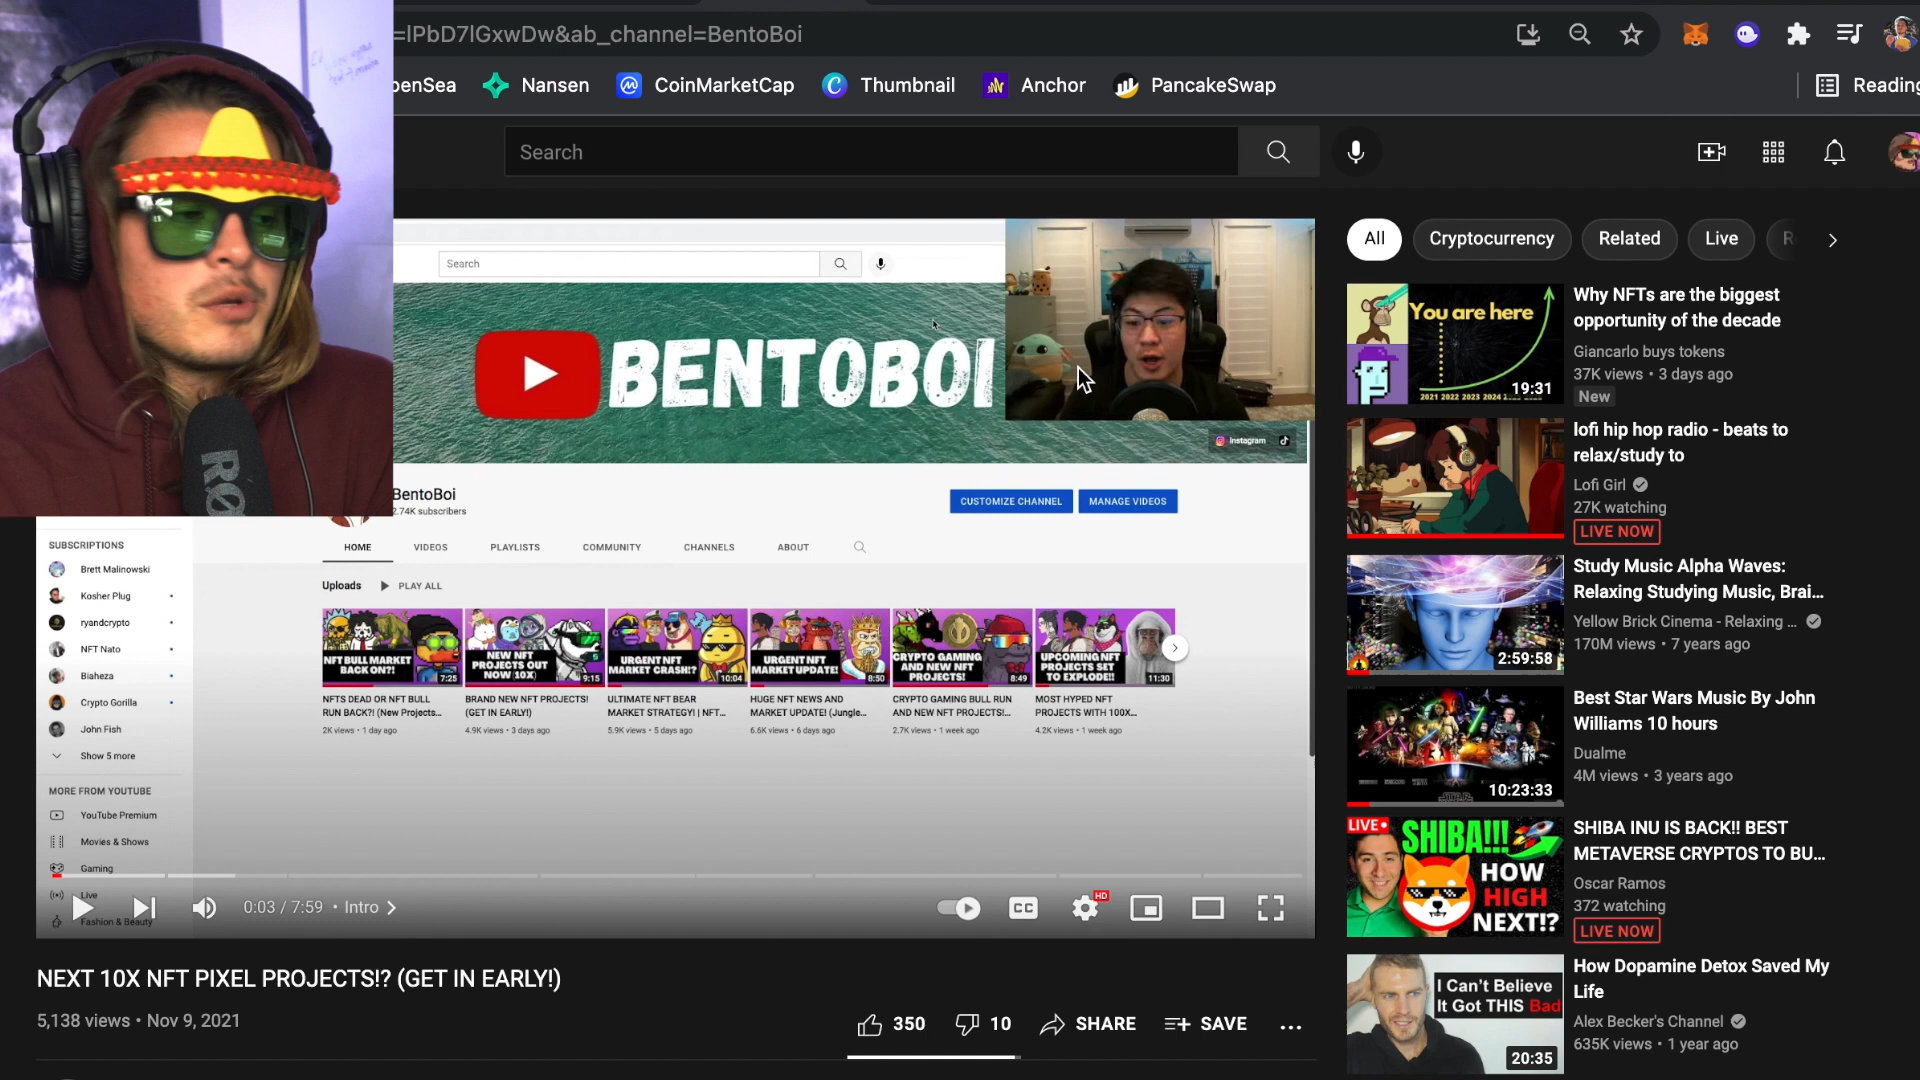 =lPbD7lGxwDw&ab_channel=BentoBoi
penSea
Nansen
CoinMarketCap
Thumbnail
Anchor
PancakeSwap
Reading
Search
Search
BENTOBOI
Instagram
BentoBoi
2.74K subscribers
CUSTOMIZE CHANNEL
MANAGE VIDEOS
HOME
VIDEOS
PLAYLISTS
COMMUNITY
CHANNELS
ABOUT
Uploads
PLAY ALL
SUBSCRIPTIONS
Brett Malinowski
Kosher Plug
ryandcrypto
NFT Nato
Biaheza
Crypto Gorilla
John Fish
Show 5 more
MORE FROM YOUTUBE
YouTube Premium
Movies & Shows
Gaming
Live
Fashion & Beauty
NFT BULL MARKET
BACK ON?!
7:25
NFTS DEAD OR NFT BULL
RUN BACK?! (New Projects...
2K views • 1 day ago
NEW NFT
PROJECTS OUT
NOW (10X)
9:15
BRAND NEW NFT PROJECTS!
(GET IN EARLY!)
4.9K views • 3 days ago
URGENT NFT
MARKET CRASH!?
10:04
ULTIMATE NFT BEAR
MARKET STRATEGY! | NFT...
5.9K views • 5 days ago
URGENT NFT
MARKET UPDATE!
8:50
HUGE NFT NEWS AND
MARKET UPDATE! (Jungle...
6.6K views • 6 days ago
CRYPTO GAMING
AND NEW NFT
PROJECTS!
8:49
CRYPTO GAMING BULL RUN
AND NEW NFT PROJECTS!...
2.7K views • 1 week ago
UPCOMING NFT
PROJECTS SET
TO EXPLODE!!
11:30
MOST HYPED NFT
PROJECTS WITH 100X...
4.2K views • 1 week ago
0:03 / 7:59 • Intro
CC
HD
NEXT 10X NFT PIXEL PROJECTS!? (GET IN EARLY!)
5,138 views • Nov 9, 2021
350
10
SHARE
SAVE
All
Cryptocurrency
Related
Live
You are here
2021 2022 2023 2024
19:31
Why NFTs are the biggest
opportunity of the decade
Giancarlo buys tokens
37K views • 3 days ago
New
lofi hip hop radio - beats to
relax/study to
Lofi Girl
27K watching
LIVE NOW
2:59:58
Study Music Alpha Waves:
Relaxing Studying Music, Brai...
Yellow Brick Cinema - Relaxing ...
170M views • 7 years ago
10:23:33
Best Star Wars Music By John
Williams 10 hours
Dualme
4M views • 3 years ago
LIVE
SHIBA!!!
HOW
HIGH
NEXT!?
SHIBA INU IS BACK!! BEST
METAVERSE CRYPTOS TO BU...
Oscar Ramos
372 watching
LIVE NOW
I Can't Believe
It Got THIS Bad
20:35
How Dopamine Detox Saved My
Life
Alex Becker's Channel
635K views • 1 year ago